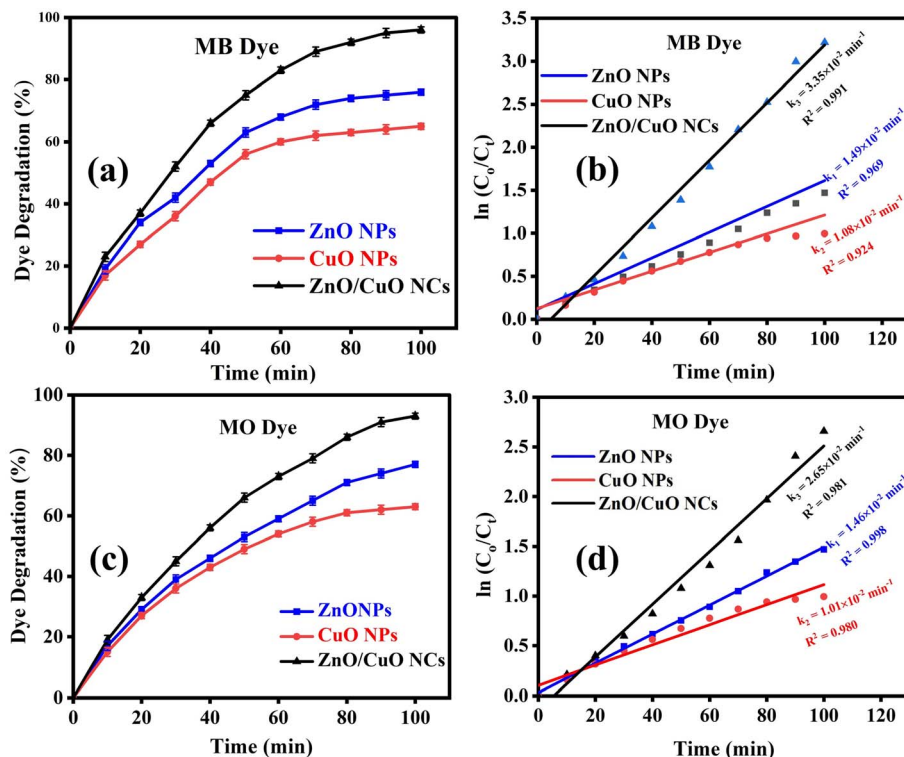 100
80
60
40
20
0
Dye Degradation (%)
MB Dye
(a)
ZnO NPs
CuO NPs
ZnO/CuO NCs
0 20 40 60 80 100
Time (min)
3.5
3.0
2.5
2.0
1.5
1.0
0.5
0.0
ln (Co/Ct)
MB Dye
ZnO NPs
CuO NPs
ZnO/CuO NCs
(b)
k3 = 3.35×10-2 min-1
R2 = 0.991
k1 = 1.49×10-2 min-1
R2 = 0.969
k2 = 1.08×10-2 min-1
R2 = 0.924
0 20 40 60 80 100 120
Time (min)
100
80
60
40
20
0
Dye Degradation (%)
MO Dye
(c)
ZnONPs
CuO NPs
ZnO/CuO NCs
0 20 40 60 80 100
Time (min)
3.0
2.5
2.0
1.5
1.0
0.5
0.0
ln (Co/Ct)
MO Dye
ZnO NPs
CuO NPs
ZnO/CuO NCs
(d)
k3 = 2.65×10-2 min-1
R2 = 0.981
k1 = 1.46×10-2 min-1
R2 = 0.998
k2 = 1.01×10-2 min-1
R2 = 0.980
0 20 40 60 80 100 120
Time (min)